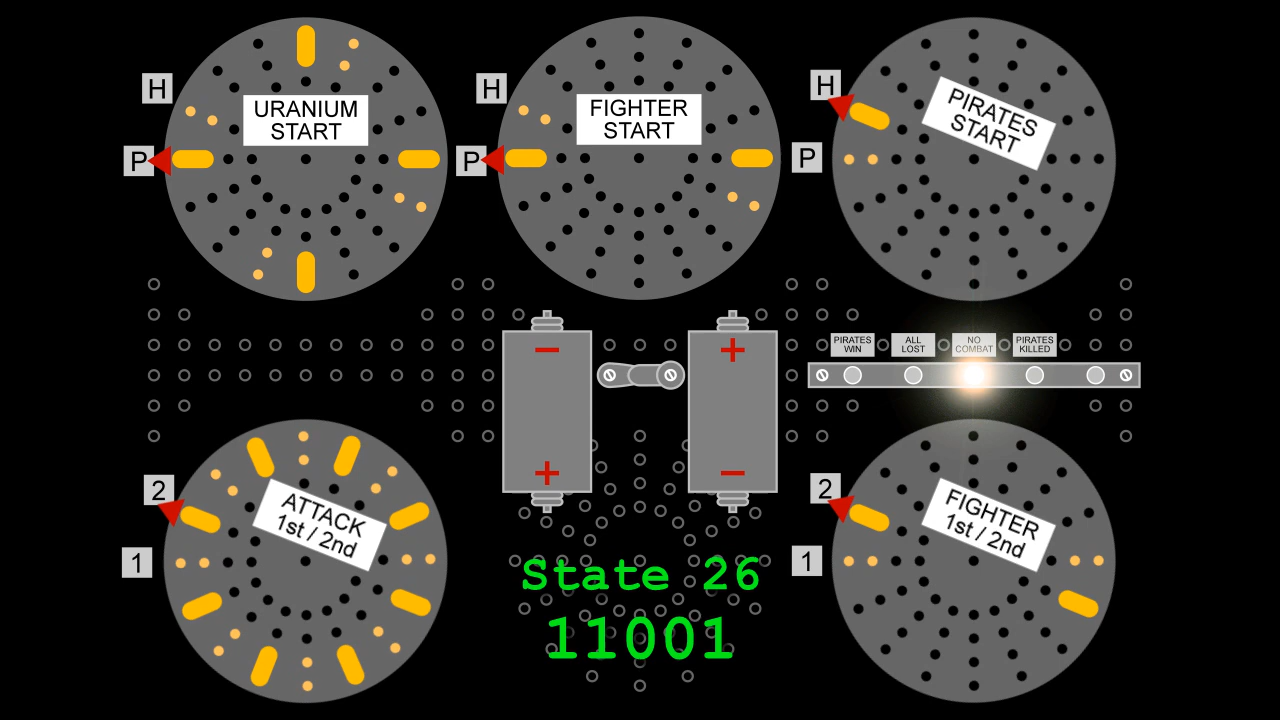 H
URANIUM
START
P
H
FIGHTER
START
P
H
PIRATES
START
P
PIRATES
WIN
ALL
LOST
NO
COMBAT
PIRATES
KILLED
−
+
+
−
2
ATTACK
1st / 2nd
1
State 26
11001
2
FIGHTER
1st / 2nd
1